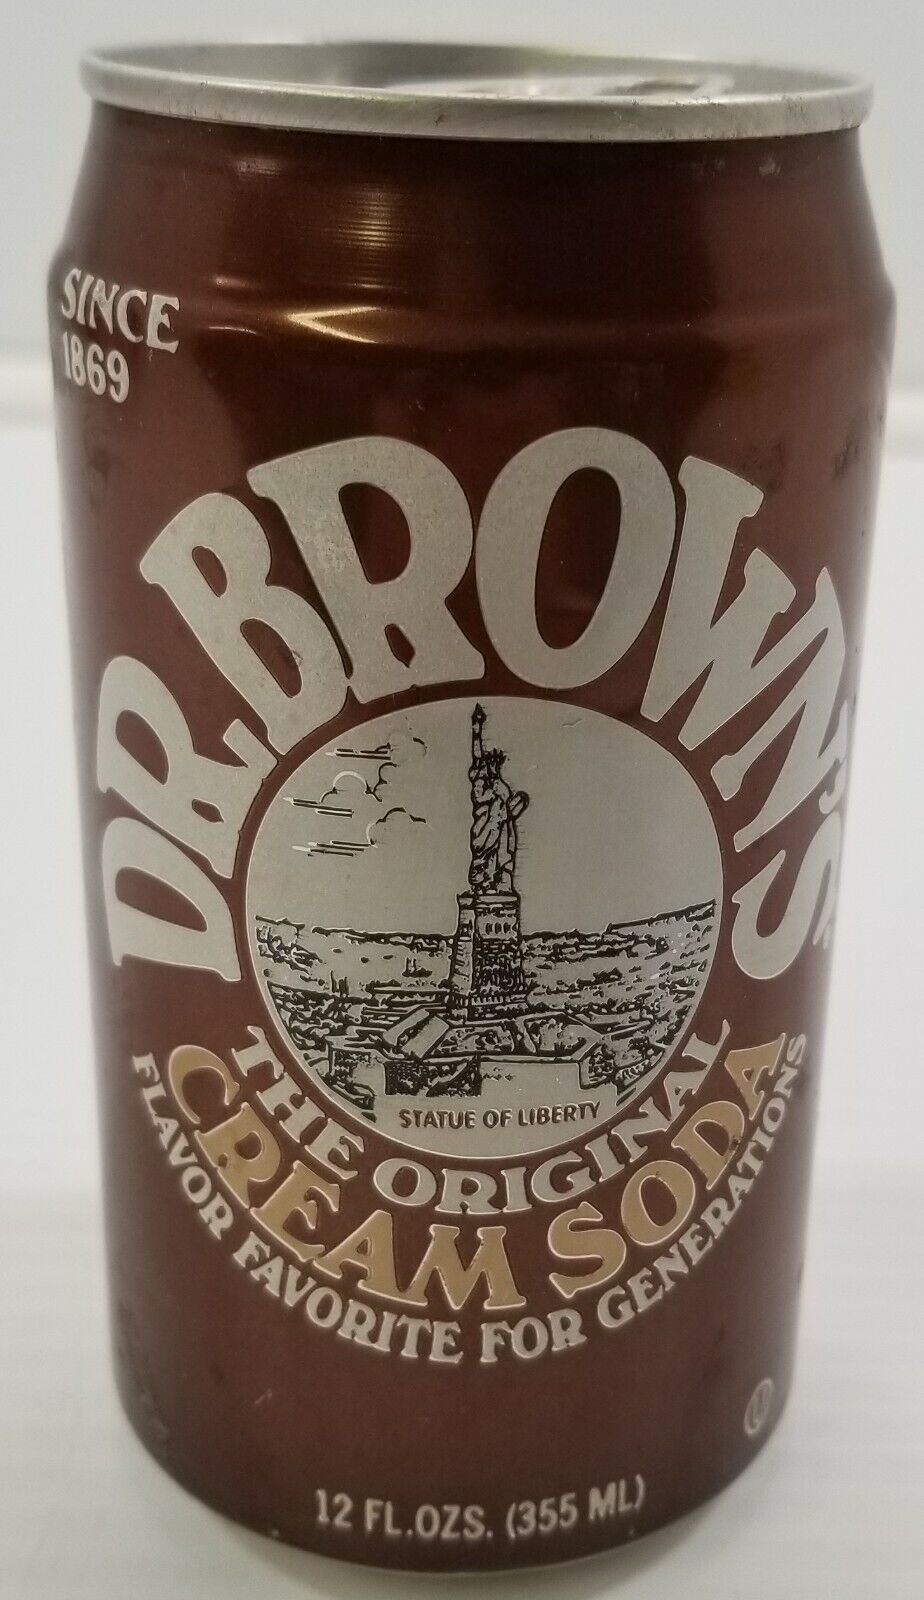 SINCE
1869
DR. BROWN'S®
STATUE OF LIBERTY
THE ORIGINAL
CREAM SODA
FLAVOR FAVORITE FOR GENERATIONS
U
12 FL.OZS. (355 ML)